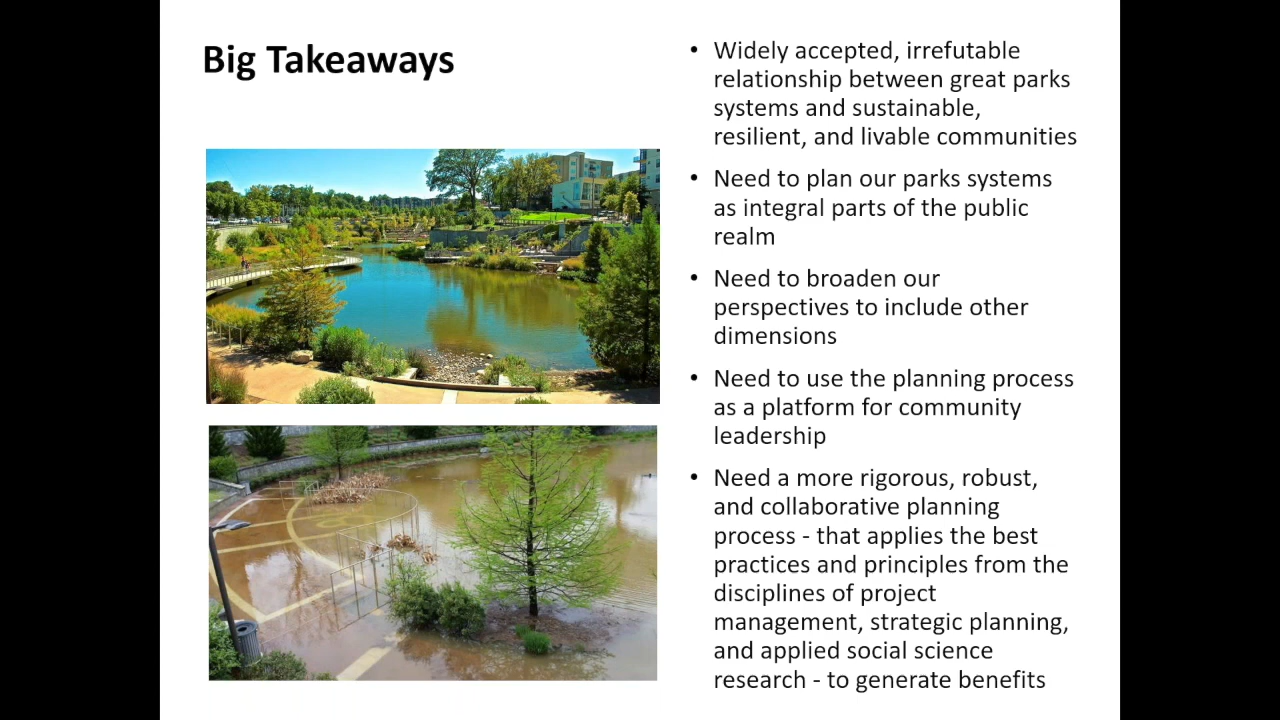 Big Takeaways
• Widely accepted, irrefutable
relationship between great parks
systems and sustainable,
resilient, and livable communities
• Need to plan our parks systems
as integral parts of the public
realm
• Need to broaden our
perspectives to include other
dimensions
• Need to use the planning process
as a platform for community
leadership
• Need a more rigorous, robust,
and collaborative planning
process - that applies the best
practices and principles from the
disciplines of project
management, strategic planning,
and applied social science
research - to generate benefits